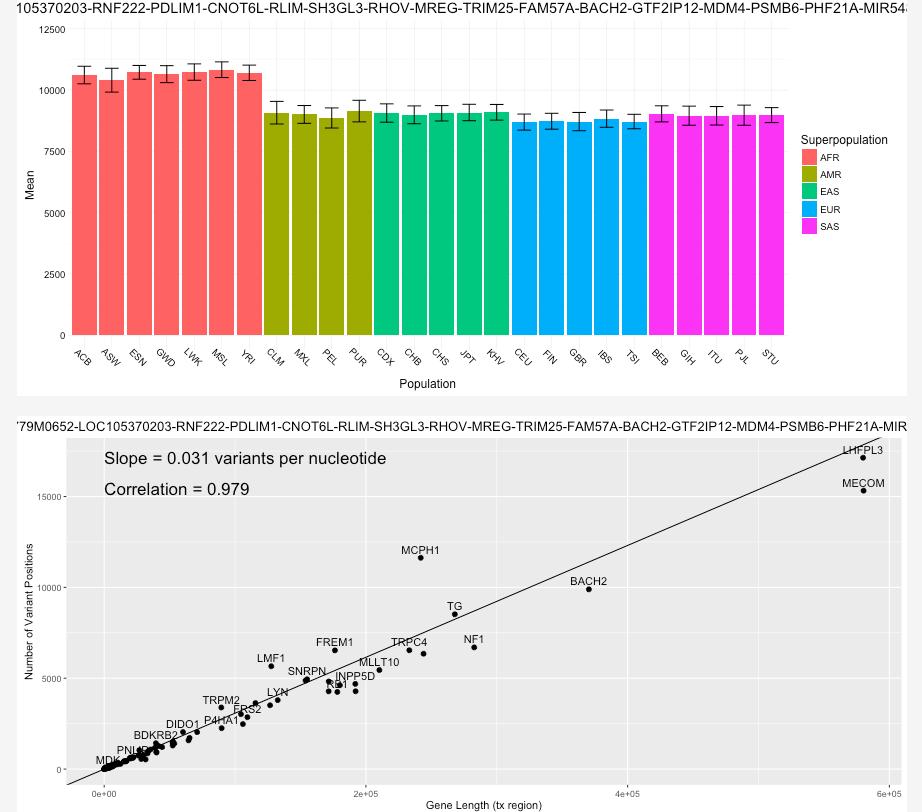 105370203-RNF222-PDLIM1-CNOT6L-RLIM-SH3GL3-RHOV-MREG-TRIM25-FAM57A-BACH2-GTF2IP12-MDM4-PSMB6-PHF21A-MIR54
12500
10000
7500
5000
2500
0
Mean
ACB ASW ESN GWD LWK MSL YRI CLM MXL PEL PUR CDX CHB CHS JPT KHV CEU FIN GBR IBS TSI BEB GIH ITU PJL STU
Population
Superpopulation
AFR
AMR
EAS
EUR
SAS
79M0652-LOC105370203-RNF222-PDLIM1-CNOT6L-RLIM-SH3GL3-RHOV-MREG-TRIM25-FAM57A-BACH2-GTF2IP12-MDM4-PSMB6-PHF21A-MIR
Slope = 0.031 variants per nucleotide
Correlation = 0.979
LHFPL3
MECOM
MCPH1
BACH2
TG
FREM1
TRPC4
NF1
LMF1
MLLT10
SNRPN
INPP5D
LYN
TRPM2
FRS2
P4HA1
DIDO1
BDKRB2
MDK
15000
10000
5000
0
Number of Variant Positions
0e+00 2e+05 4e+05 6e+05
Gene Length (tx region)